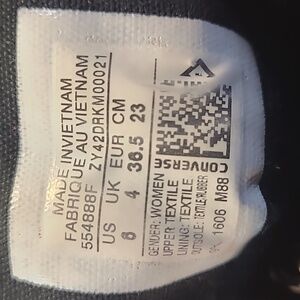 MADE INVIETNAM
FABRIQUE AU VIETNAM
554888F ZY42DRKM00021
US UK EUR CM
6 4 36.5 23
CONVERSE
GENDER: WOMEN
UPPER: TEXTILE
LINING: TEXTILE
OUTSOLE: TEXTILE RUBBER
1606 M88